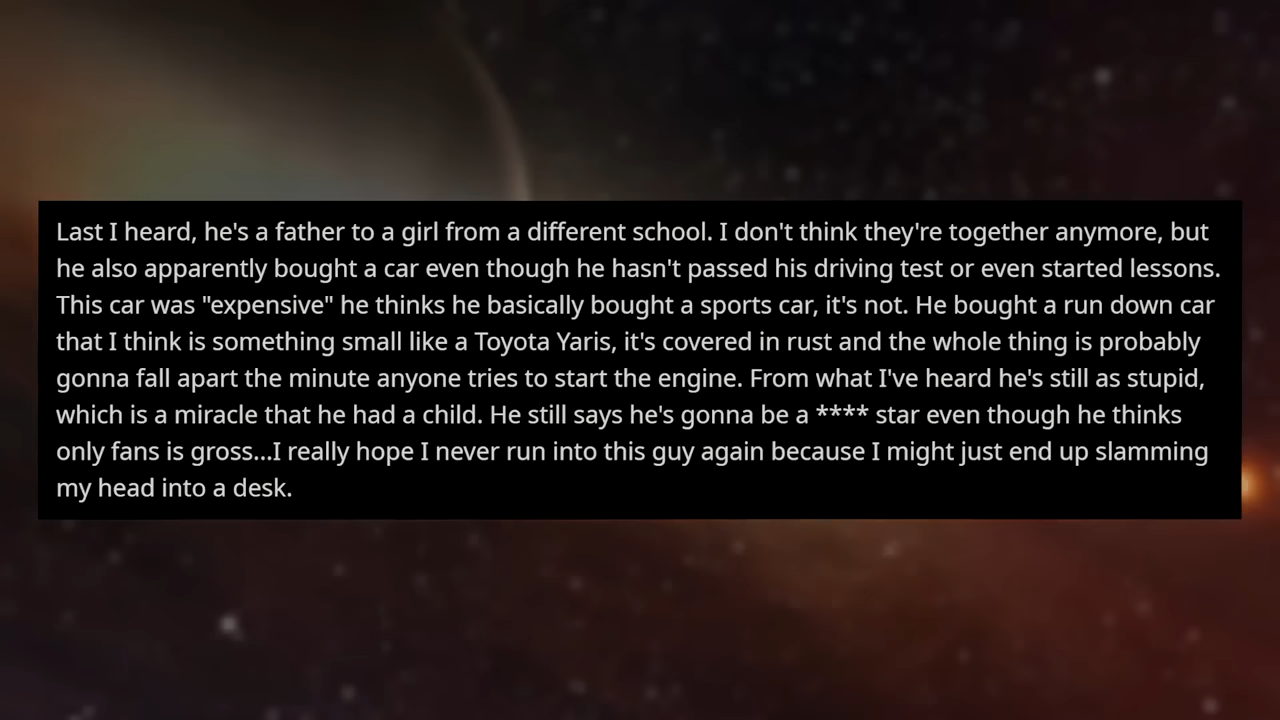 Last I heard, he's a father to a girl from a different school. I don't think they're together anymore, but
he also apparently bought a car even though he hasn't passed his driving test or even started lessons.
This car was "expensive" he thinks he basically bought a sports car, it's not. He bought a run down car
that I think is something small like a Toyota Yaris, it's covered in rust and the whole thing is probably
gonna fall apart the minute anyone tries to start the engine. From what I've heard he's still as stupid,
which is a miracle that he had a child. He still says he's gonna be a **** star even though he thinks
only fans is gross...I really hope I never run into this guy again because I might just end up slamming
my head into a desk.